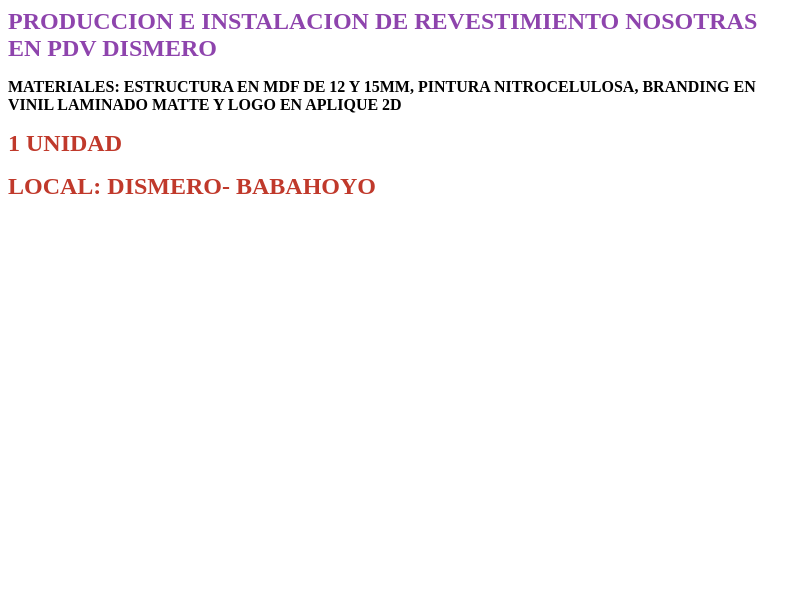 PRODUCCION E INSTALACION DE REVESTIMIENTO NOSOTRAS
EN PDV DISMERO
MATERIALES: ESTRUCTURA EN MDF DE 12 Y 15MM, PINTURA NITROCELULOSA, BRANDING EN
VINIL LAMINADO MATTE Y LOGO EN APLIQUE 2D
1 UNIDAD
LOCAL: DISMERO- BABAHOYO